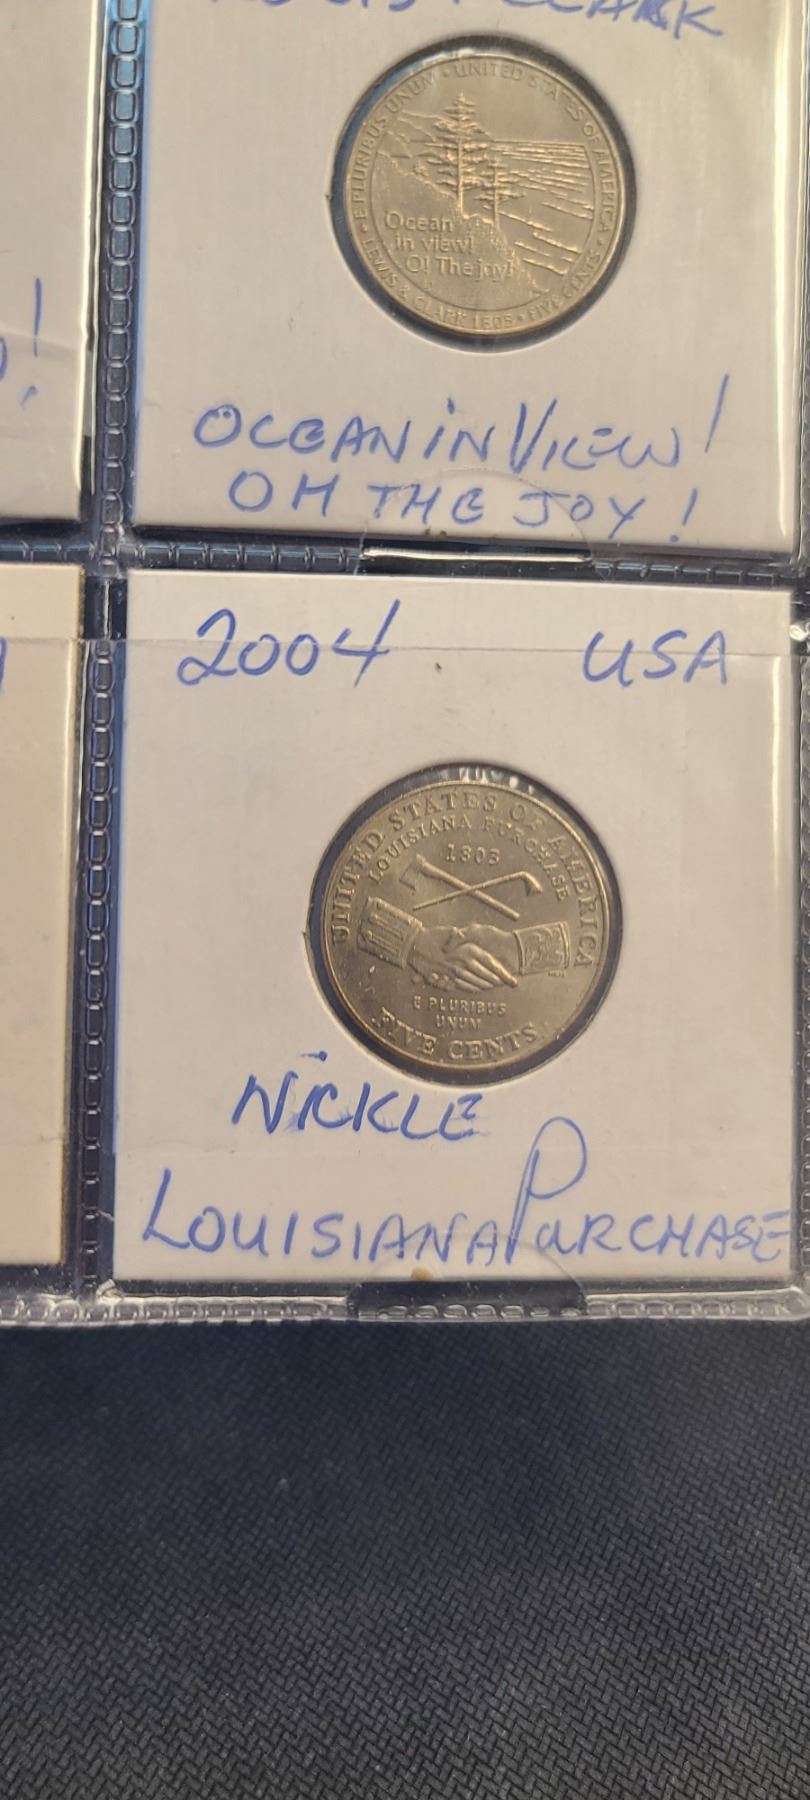 CLARK
E PLURIBUS UNUM • UNITED STATES OF AMERICA
Ocean
in view!
O! The joy!
• LEWIS & CLARK 1805 • FIVE CENTS •
OCEAN IN VIEW!
OH THE JOY!
2004 USA
UNITED STATES OF AMERICA
LOUISIANA PURCHASE
1803
E PLURIBUS
UNUM
FIVE CENTS
NICKLE
LOUISIANA PURCHASE